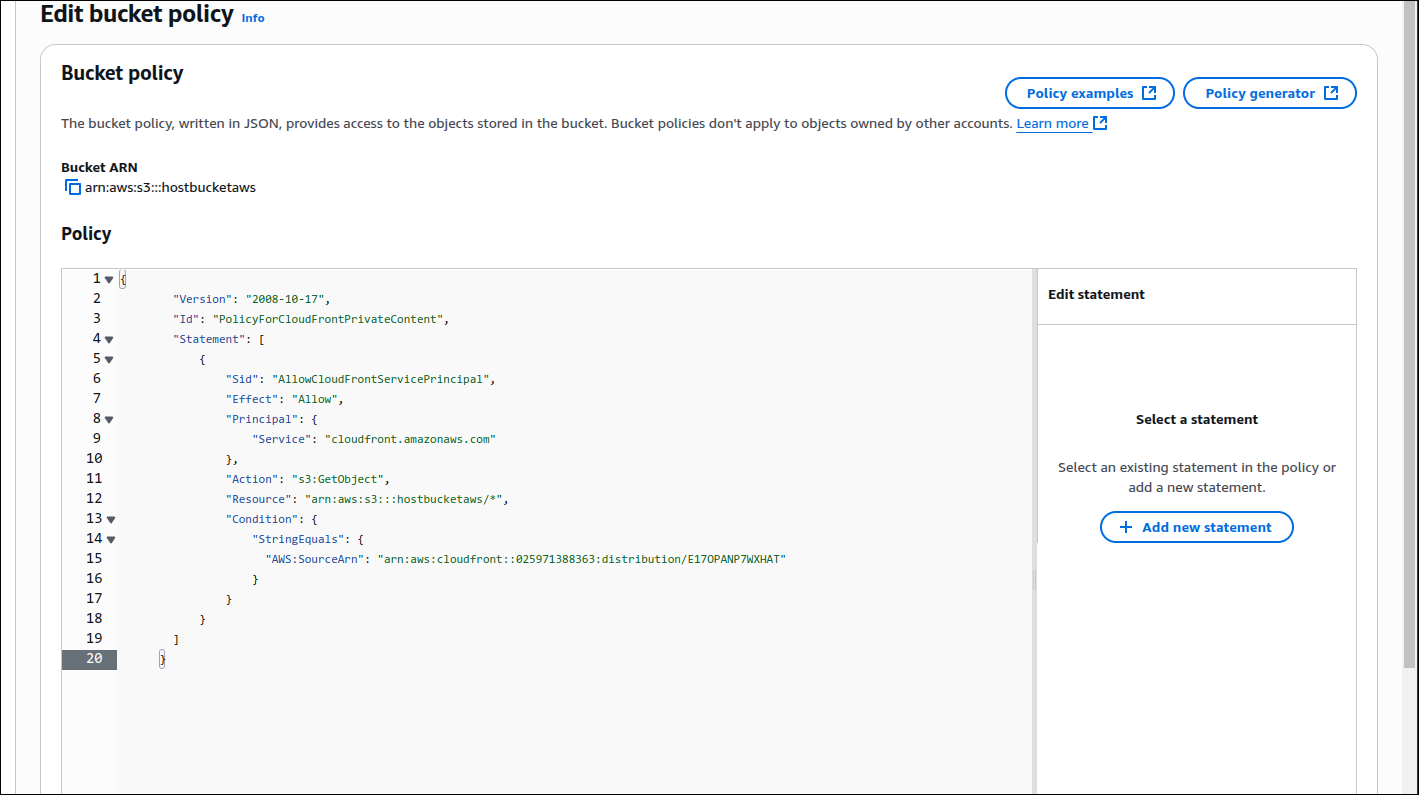 Edit bucket policy Info
Bucket policy
Policy examples
Policy generator
The bucket policy, written in JSON, provides access to the objects stored in the bucket. Bucket policies don't apply to objects owned by other accounts. Learn more
Bucket ARN
arn:aws:s3:::hostbucketaws
Policy
1 {
2 "Version": "2008-10-17",
3 "Id": "PolicyForCloudFrontPrivateContent",
4 "Statement": [
5 {
6 "Sid": "AllowCloudFrontServicePrincipal",
7 "Effect": "Allow",
8 "Principal": {
9 "Service": "cloudfront.amazonaws.com"
10 },
11 "Action": "s3:GetObject",
12 "Resource": "arn:aws:s3:::hostbucketaws/*",
13 "Condition": {
14 "StringEquals": {
15 "AWS:SourceArn": "arn:aws:cloudfront::025971388363:distribution/E17OPANP7WXHAT"
16 }
17 }
18 }
19 ]
20 }
Edit statement
Select a statement
Select an existing statement in the policy or
add a new statement.
+ Add new statement